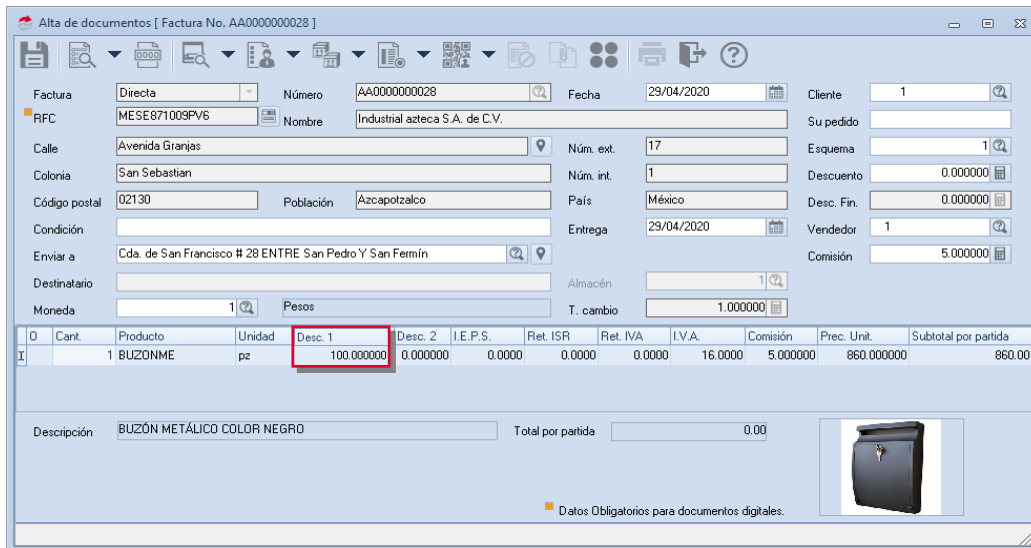 Alta de documentos [ Factura No. AA0000000028 ]
0000
Factura Directa Número AA0000000028 Fecha 29/04/2020 Cliente 1
RFC MESE871009PV6 Nombre Industrial azteca S.A. de C.V. Su pedido
Calle Avenida Granjas Núm. ext. 17 Esquema 1
Colonia San Sebastian Núm. int. 1 Descuento 0.000000
Código postal 02130 Población Azcapotzalco País México Desc. Fin. 0.000000
Condición Entrega 29/04/2020 Vendedor 1
Enviar a Cda. de San Francisco # 28 ENTRE San Pedro Y San Fermín Comisión 5.000000
Destinatario Almacén 1
Moneda 1 Pesos T. cambio 1.000000
O Cant. Producto Unidad Desc. 1 Desc. 2 I.E.P.S. Ret. ISR Ret. IVA I.V.A. Comisión Prec. Unit. Subtotal por partida
1 BUZONME pz 100.000000 0.000000 0.0000 0.0000 0.0000 16.0000 5.000000 860.000000 860.00
Descripción BUZÓN METÁLICO COLOR NEGRO Total por partida 0.00
Datos Obligatorios para documentos digitales.